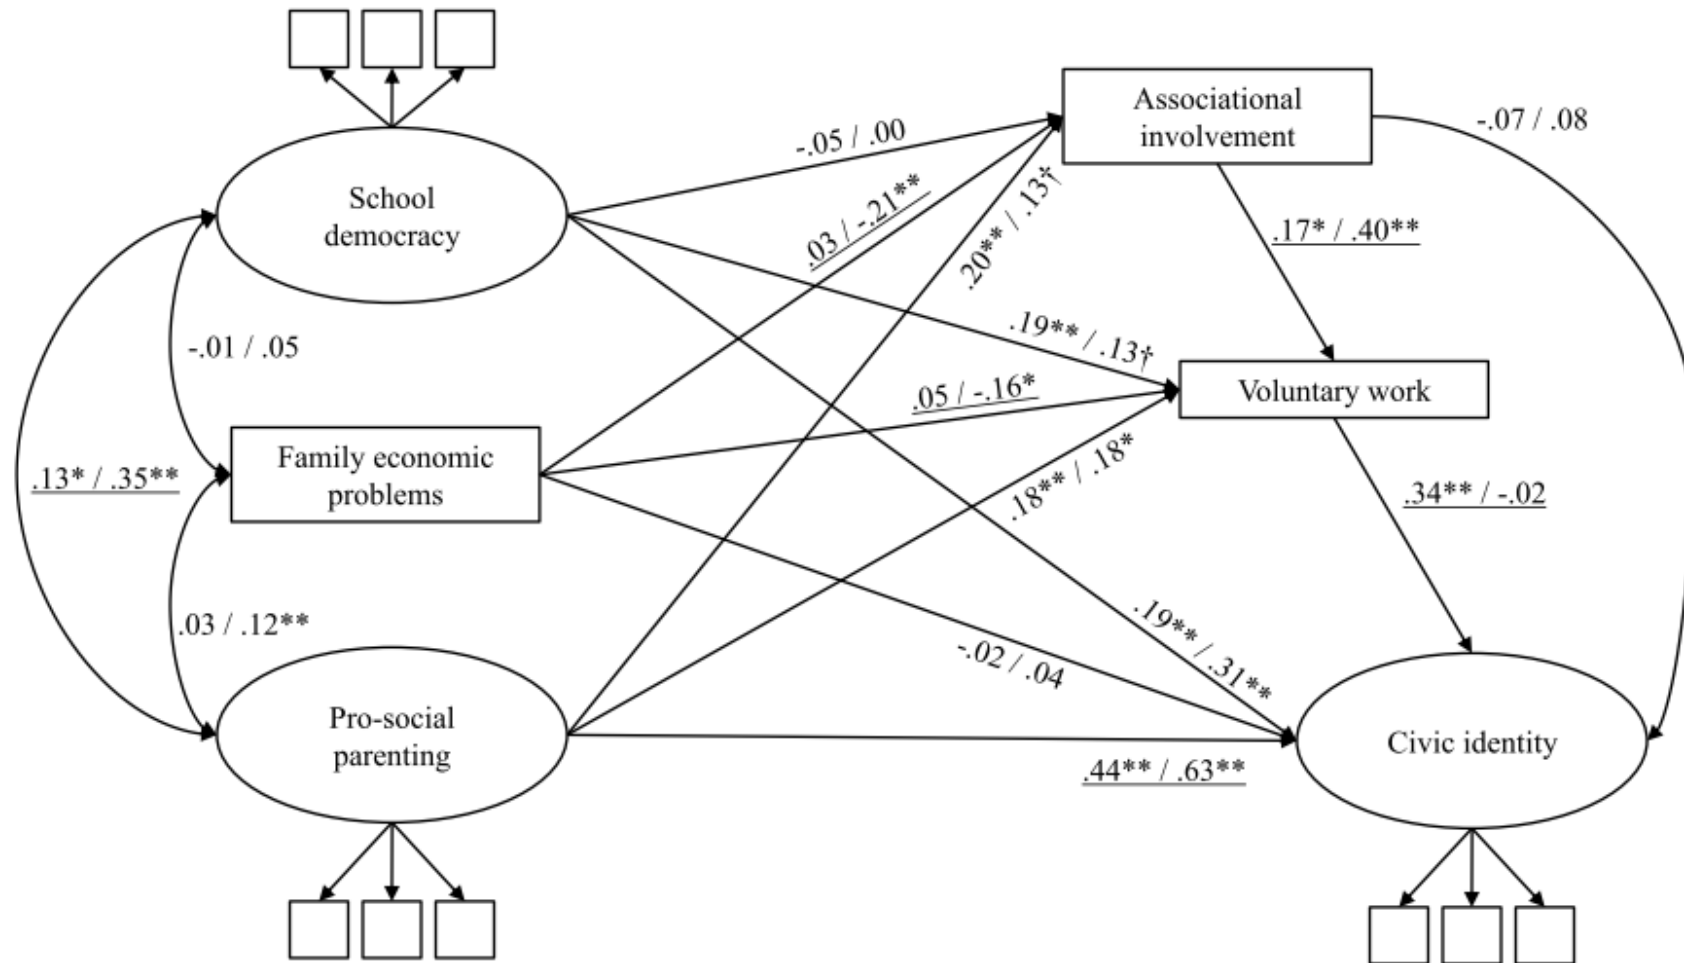 Associational
involvement
-.07 / .08
-.05 / .00
School
democracy
.03 / -.21**
.20** / .13†
.17* / .40**
-.01 / .05
.19** / .13†
Voluntary work
.05 / -.16*
Family economic
problems
.13* / .35**
.18** / .18*
.34** / -.02
.03 / .12**
.19** / .31**
-.02 / .04
Pro-social
parenting
Civic identity
.44** / .63**